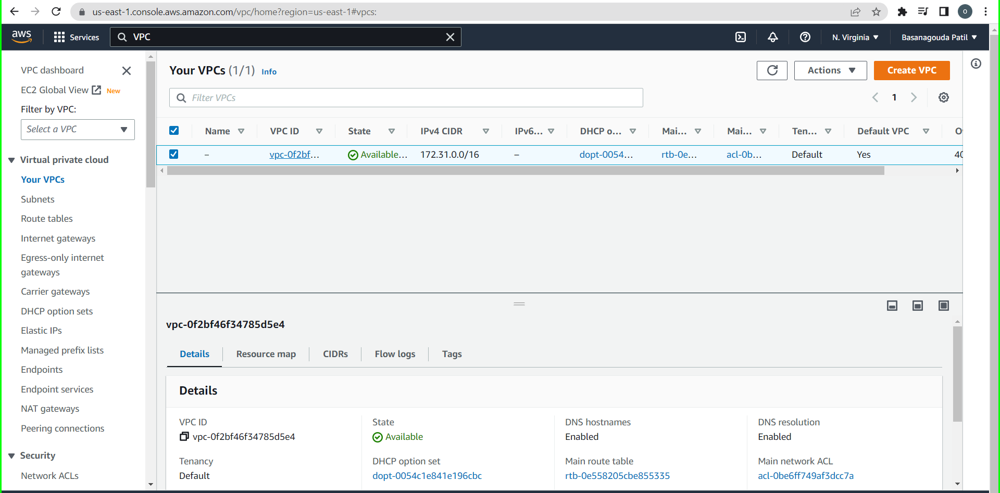 us-east-1.console.aws.amazon.com/vpc/home?region=us-east-1#vpcs:
O
aws
Services
VPC
N. Virginia
Basanagouda Patil
VPC dashboard
EC2 Global View New
Filter by VPC:
Select a VPC
Virtual private cloud
Your VPCs
Subnets
Route tables
Internet gateways
Egress-only internet
gateways
Carrier gateways
DHCP option sets
Elastic IPs
Managed prefix lists
Endpoints
Endpoint services
NAT gateways
Peering connections
Security
Network ACLs
Your VPCs (1/1) Info
Actions
Create VPC
Filter VPCs
1
Name VPC ID State IPv4 CIDR IPv6... DHCP o... Mai... Mai... Ten... Default VPC
– vpc-0f2bf... Available... 172.31.0.0/16 – dopt-0054... rtb-0e... acl-0b... Default Yes 40
vpc-0f2bf46f34785d5e4
Details Resource map CIDRs Flow logs Tags
Details
VPC ID State DNS hostnames DNS resolution
vpc-0f2bf46f34785d5e4 Available Enabled Enabled
Tenancy DHCP option set Main route table Main network ACL
Default dopt-0054c1e841e196cbc rtb-0e558205cbe855335 acl-0be6ff749af3dcc7a